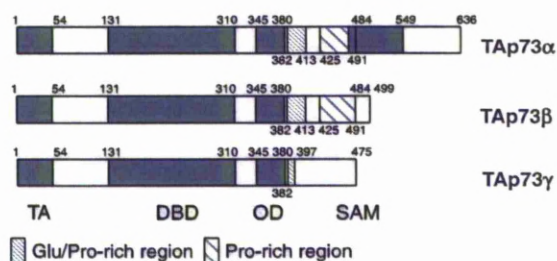 1 54 131 310 345 380 484 549 636
382 413 425 491
TAp73α
1 54 131 310 345 380 484 499
382 413 425 491
TAp73β
1 54 131 310 345 380 397 475
382
TAp73γ
TA DBD OD SAM
Glu/Pro-rich region Pro-rich region